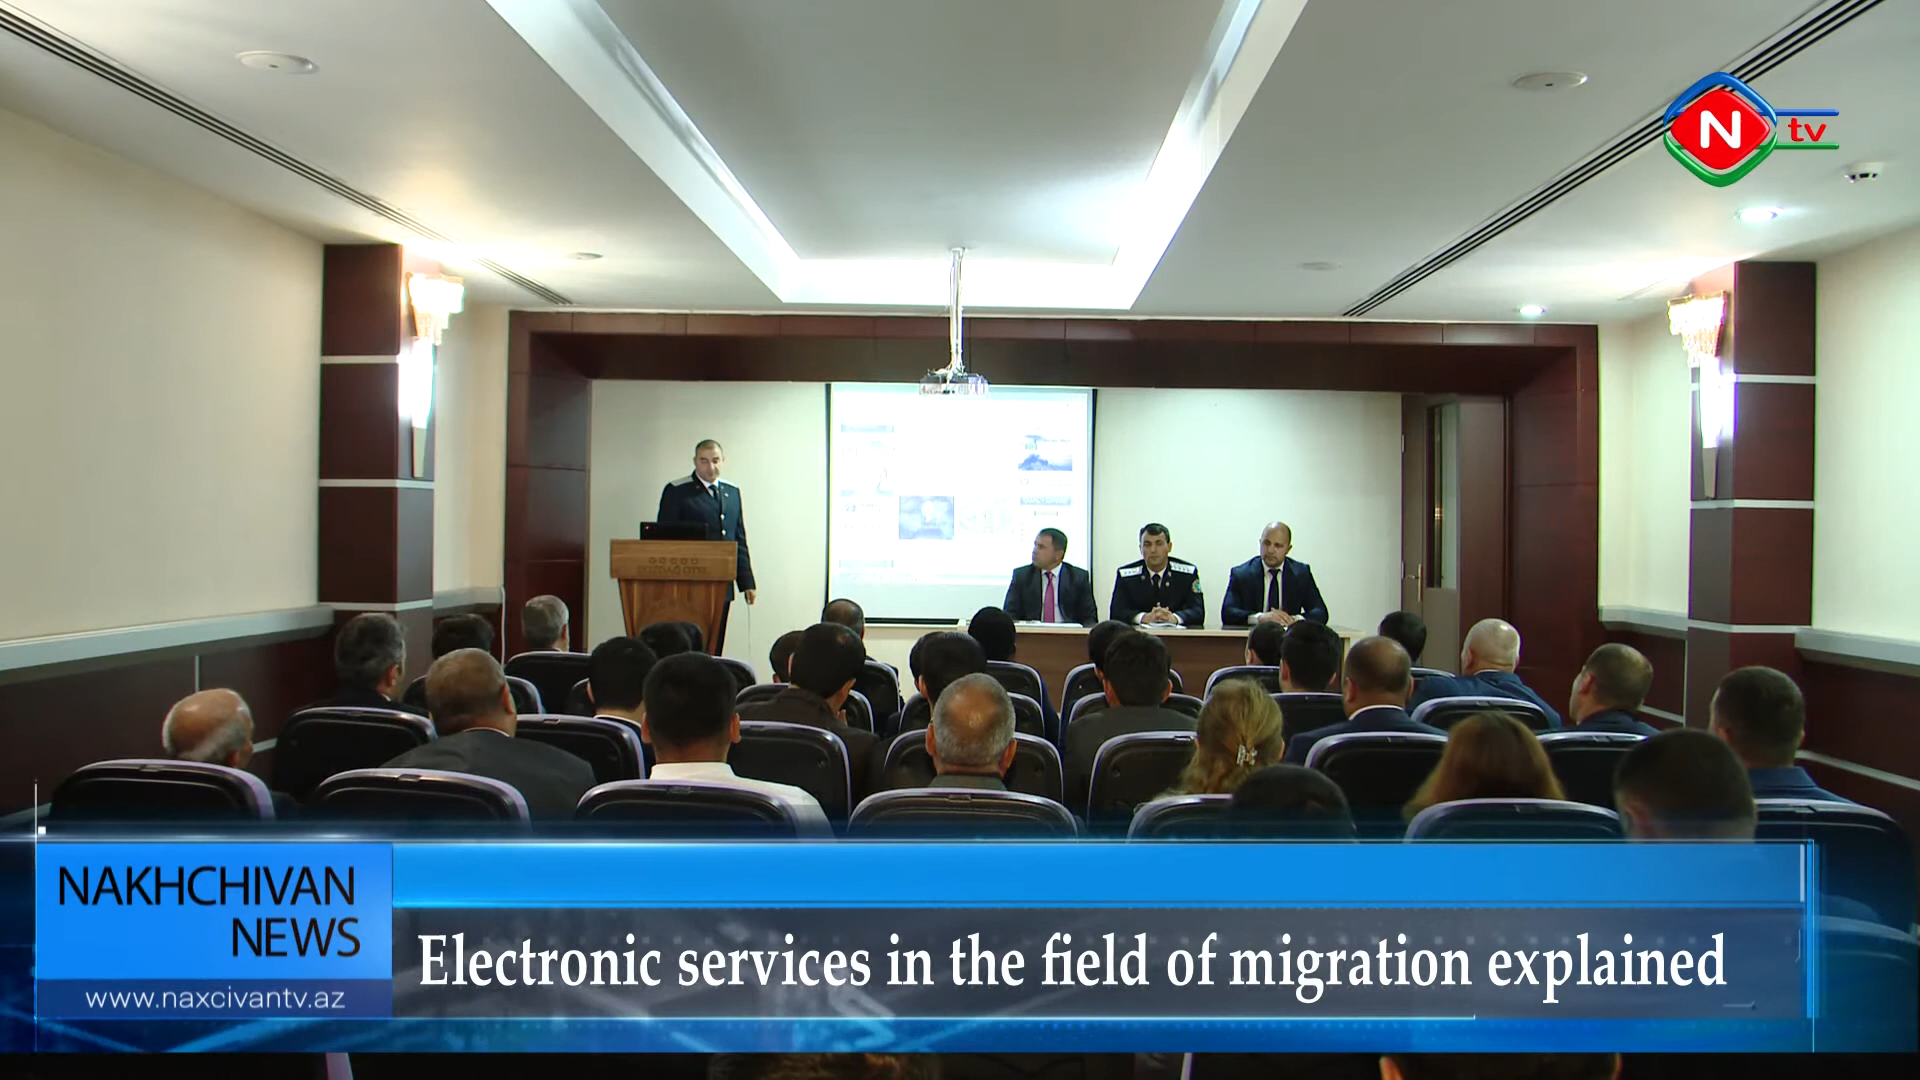 N tv
NAKHCHIVAN
NEWS
www.naxcivantv.az
Electronic services in the field of migration explained